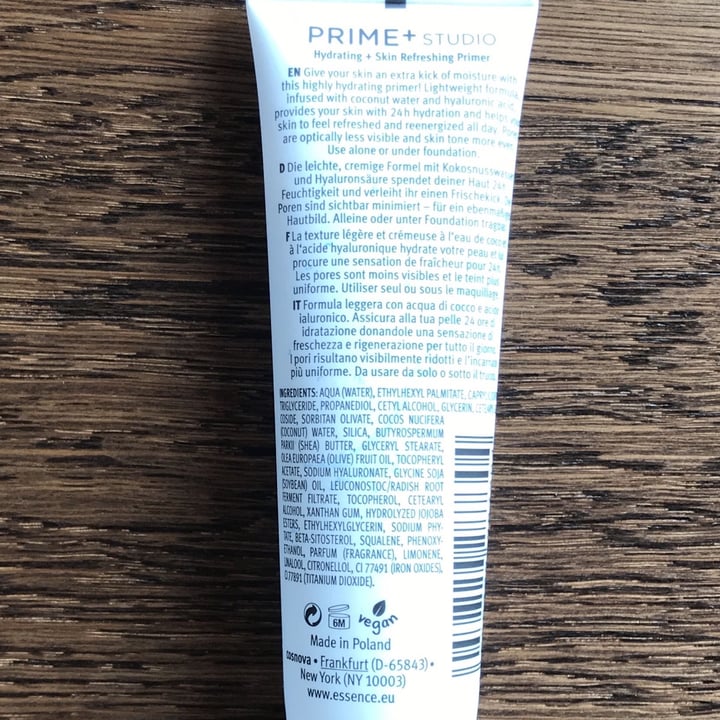 PRIME+ STUDIO
Hydrating + Skin Refreshing Primer
EN Give your skin an extra kick of moisture with
this highly hydrating primer! Lightweight formula
infused with coconut water and hyaluronic
provides your skin with 24h hydration and helps
skin to feel refreshed and reenergized all day.
are optically less visible and skin tone more even.
Use alone or under foundation.
D Die leichte, cremige Formel mit
und Hyaluronsäure spendet deiner Haut 24h
Feuchtigkeit und verleiht ihr einen Frischekick.
Poren sind sichtbar minimiert – für ein
Hautbild. Alleine oder unter Foundation
F La texture légère et crémeuse à l'eau de
à l'acide hyaluronique hydrate votre peau et
procure une sensation de fraîcheur pour 24h.
Les pores sont moins visibles et le teint plus
uniforme. Utiliser seul ou sous le maquillage.
IT Formula leggera con acqua di cocco e
ialuronico. Assicura alla tua pelle 24 ore di
idratazione donandole una sensazione di
freschezza e rigenerazione per tutto il giorno.
I pori risultano visibilmente ridotti e l'incarnato
più uniforme. Da usare da solo o sotto il trucco.
INGREDIENTS: AQUA (WATER), ETHYLHEXYL PALMITATE,
TRIGLYCERIDE, PROPANEDIOL, CETYL ALCOHOL, GLYCERIN,
COSIDE, SORBITAN OLIVATE, COCOS NUCIFERA
(COCONUT) WATER, SILICA, BUTYROSPERMUM
PARKII (SHEA) BUTTER, GLYCERYL STEARATE,
OLEA EUROPAEA (OLIVE) FRUIT OIL, TOCOPHERYL
ACETATE, SODIUM HYALURONATE, GLYCINE SOJA
(SOYBEAN) OIL, LEUCONOSTOC/RADISH ROOT
FERMENT FILTRATE, TOCOPHEROL, CETEARYL
ALCOHOL, XANTHAN GUM, HYDROLYZED JOJOBA
ESTERS, ETHYLHEXYLGLYCERIN, SODIUM PHY-
TATE, BETA-SITOSTEROL, SQUALENE, PHENOXY-
ETHANOL, PARFUM (FRAGRANCE), LIMONENE,
LINALOOL, CITRONELLOL, CI 77491 (IRON OXIDES),
CI 77891 (TITANIUM DIOXIDE).
6M
vegan
Made in Poland
cosnova • Frankfurt (D-65843) •
New York (NY 10003)
www.essence.eu